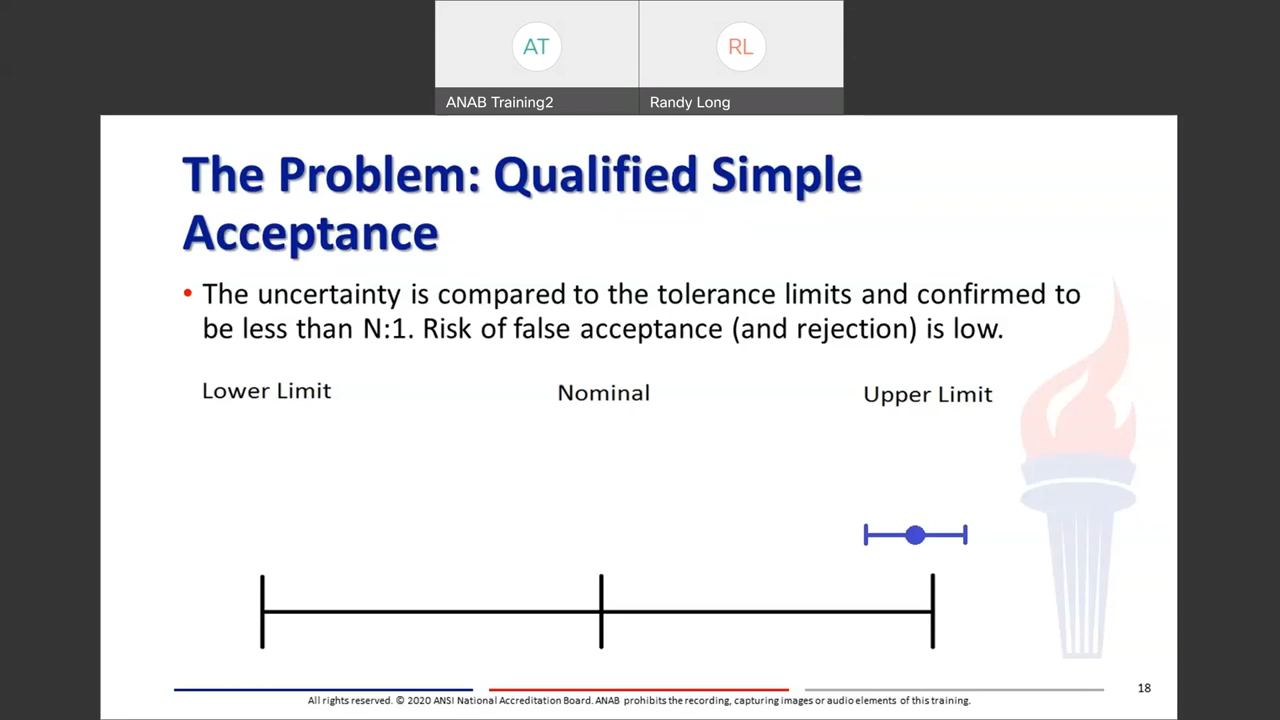 AT
RL
ANAB Training2
Randy Long
The Problem: Qualified Simple
Acceptance
• The uncertainty is compared to the tolerance limits and confirmed to
be less than N:1. Risk of false acceptance (and rejection) is low.
Lower Limit
Nominal
Upper Limit
18
All rights reserved. © 2020 ANSI National Accreditation Board. ANAB prohibits the recording, capturing images or audio elements of this training.